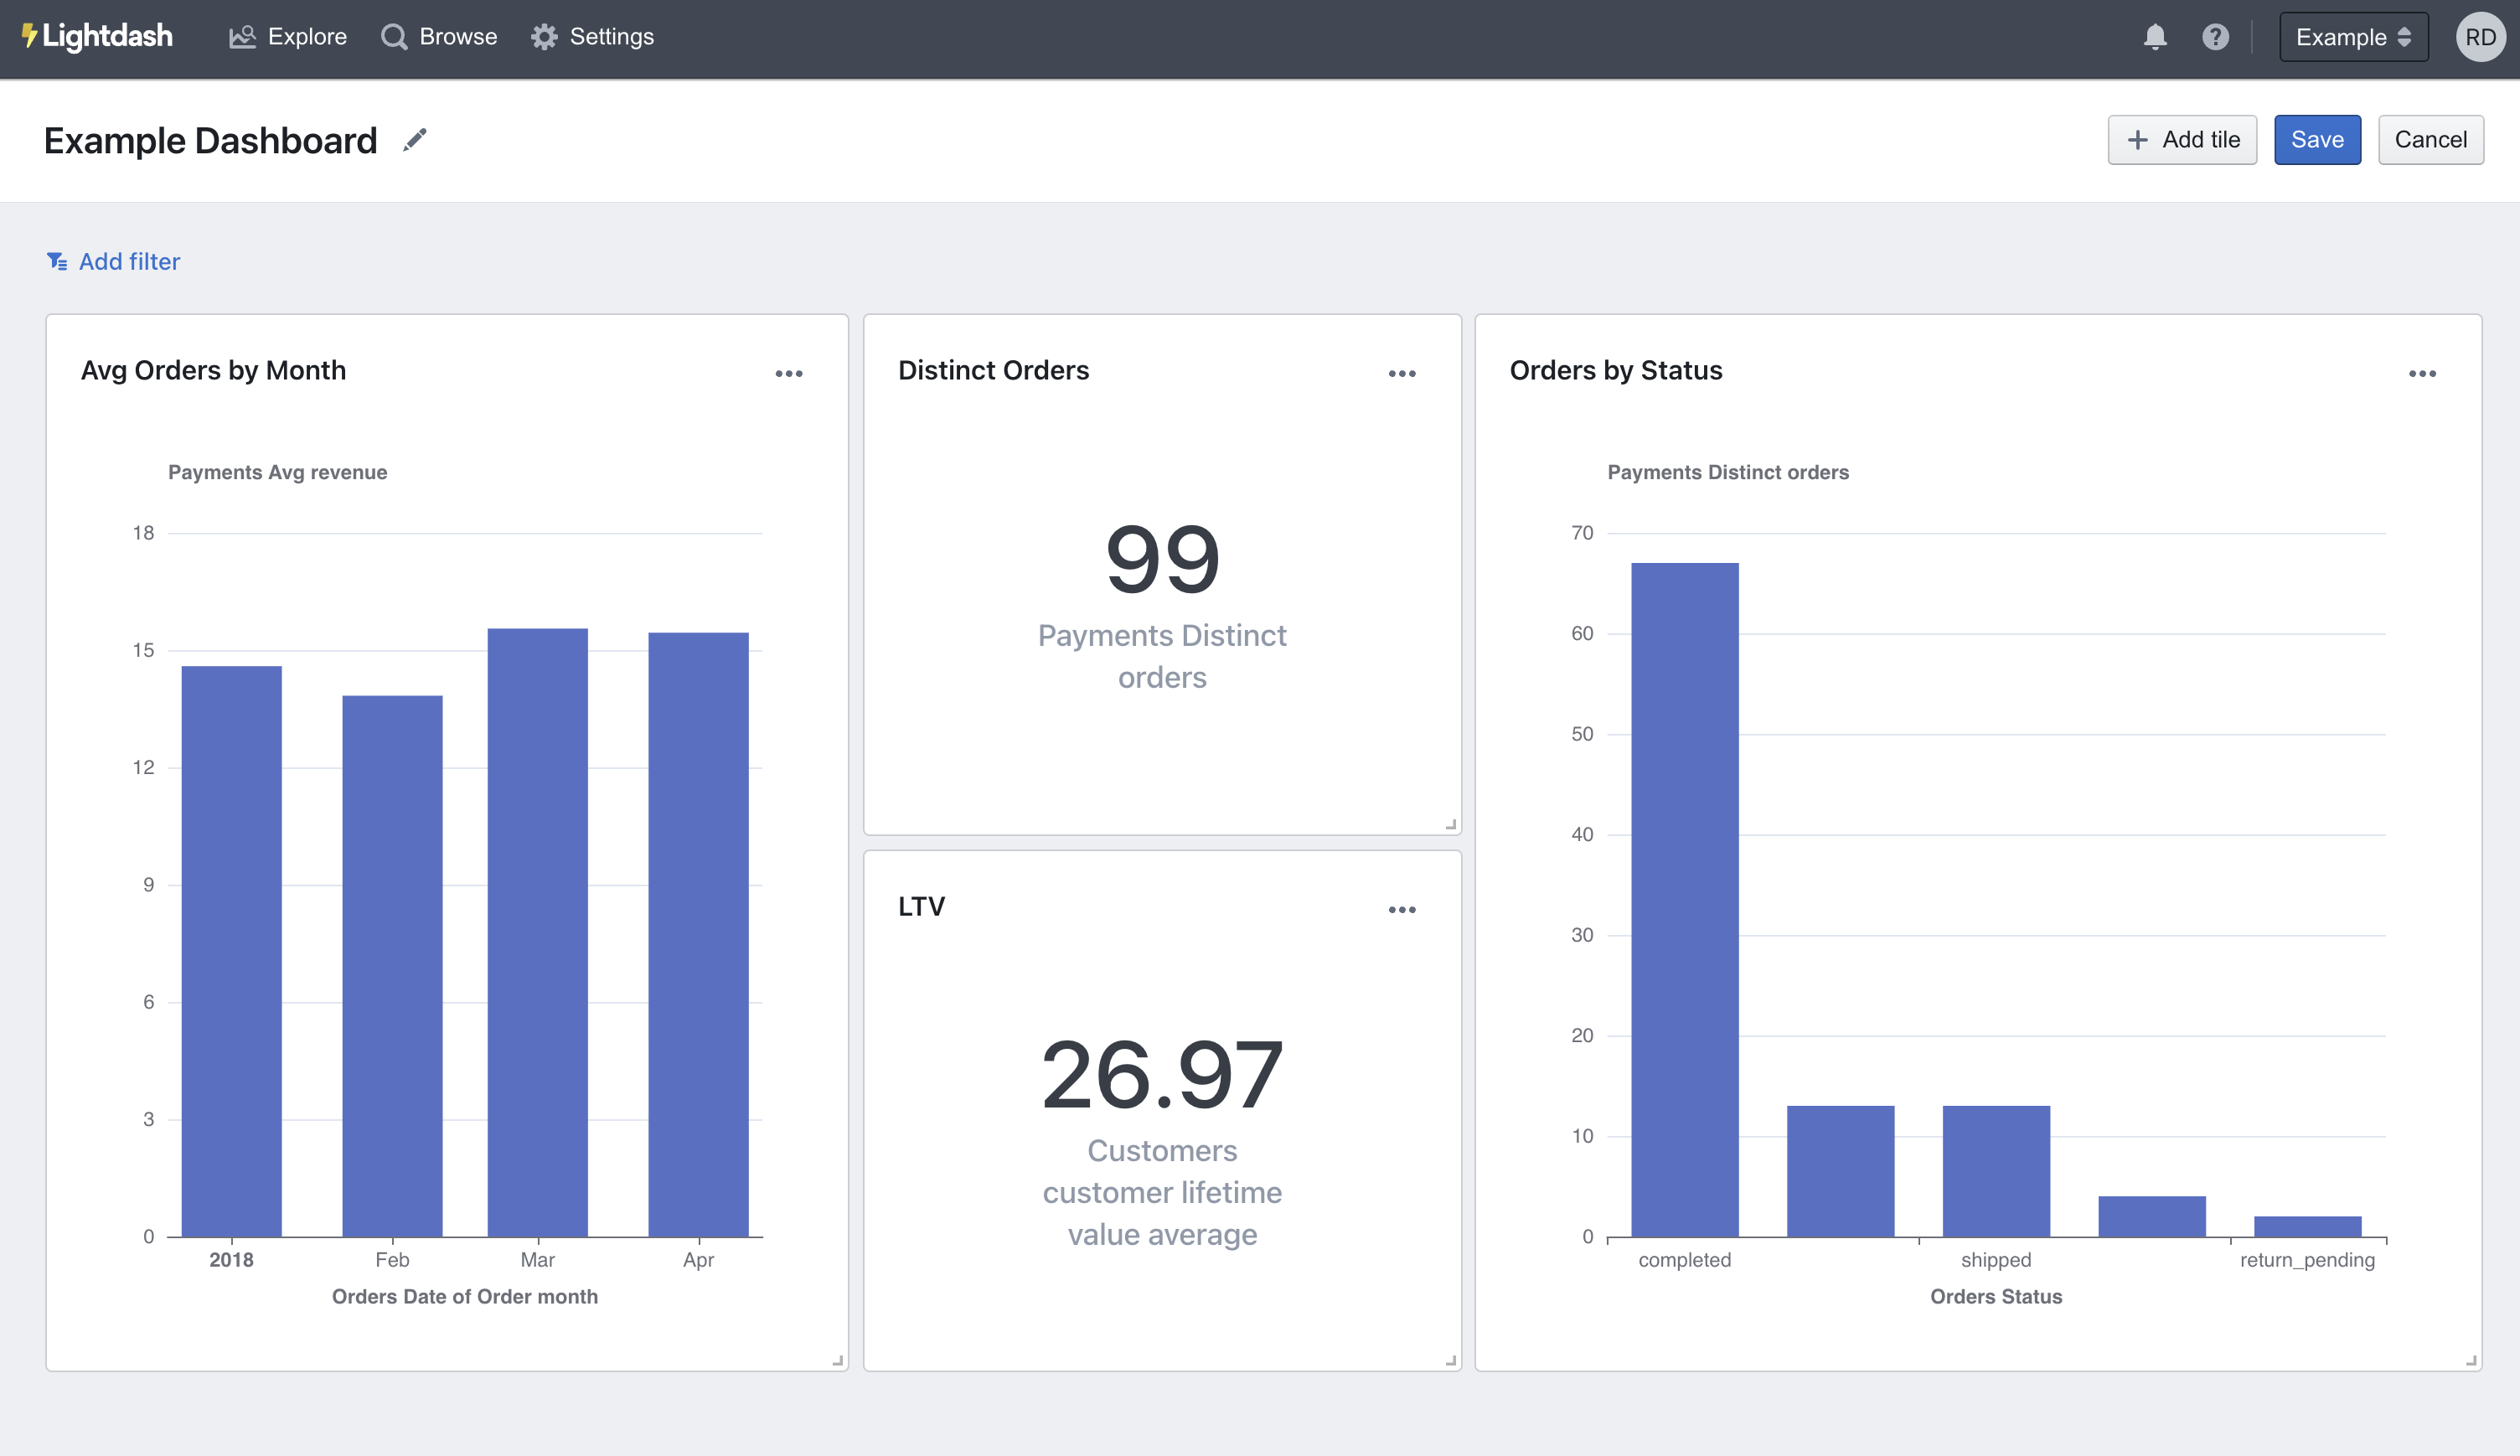 Lightdash
Explore
Browse
Settings
Example
RD
Example Dashboard
Add tile
Save
Cancel
Add filter
Avg Orders by Month
Payments Avg revenue
18
15
12
9
6
3
0
2018 Feb Mar Apr
Orders Date of Order month
Distinct Orders
99
Payments Distinct
orders
LTV
26.97
Customers
customer lifetime
value average
Orders by Status
Payments Distinct orders
70
60
50
40
30
20
10
0
completed shipped return_pending
Orders Status